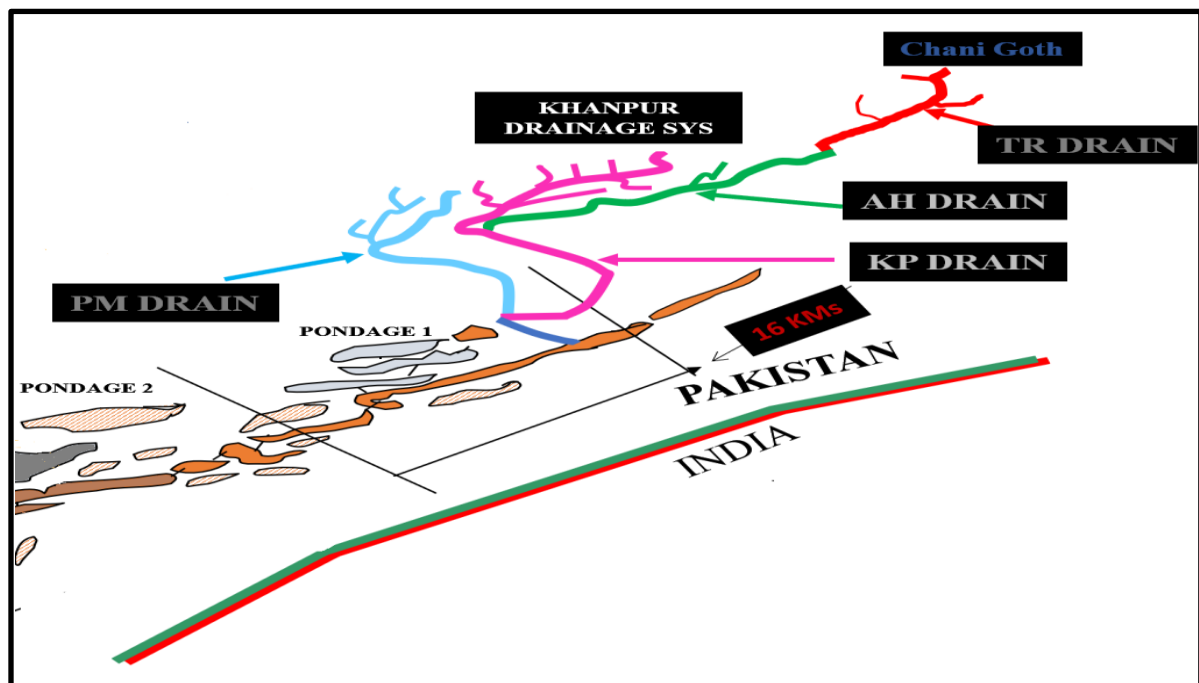 Chani Goth
KHANPUR
DRAINAGE SYS
TR DRAIN
AH DRAIN
KP DRAIN
PM DRAIN
PONDAGE 1
16 KMs
PONDAGE 2
PAKISTAN
INDIA